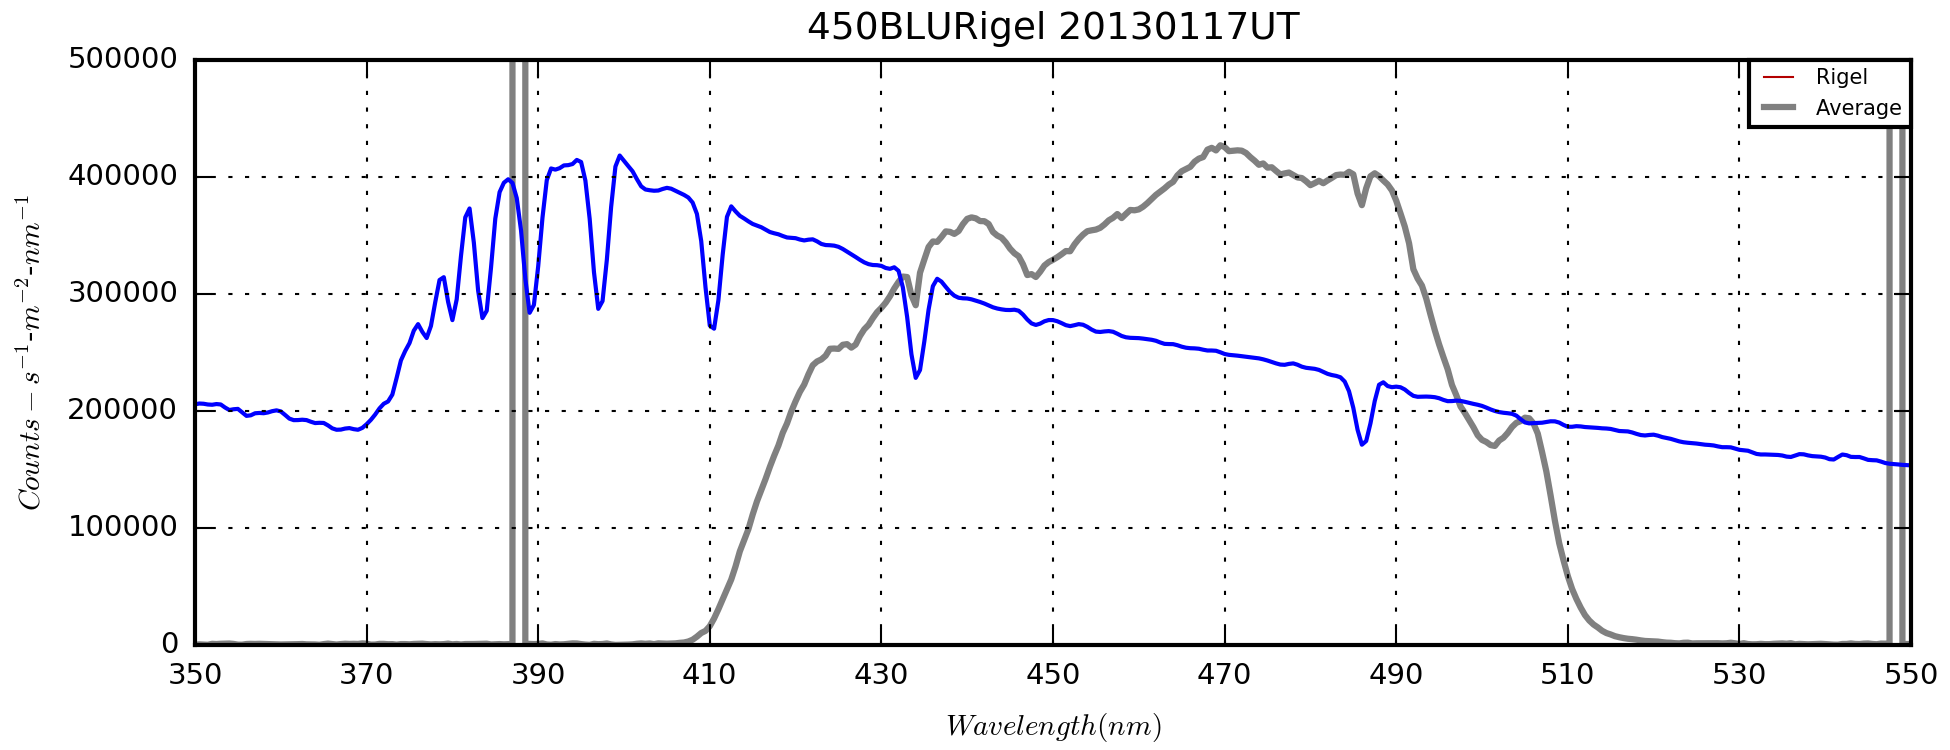 450BLURigel 20130117UT
Counts − s⁻¹-m⁻²-nm⁻¹
500000
400000
300000
200000
100000
0
Rigel
Average
350 370 390 410 430 450 470 490 510 530 550
Wavelength(nm)